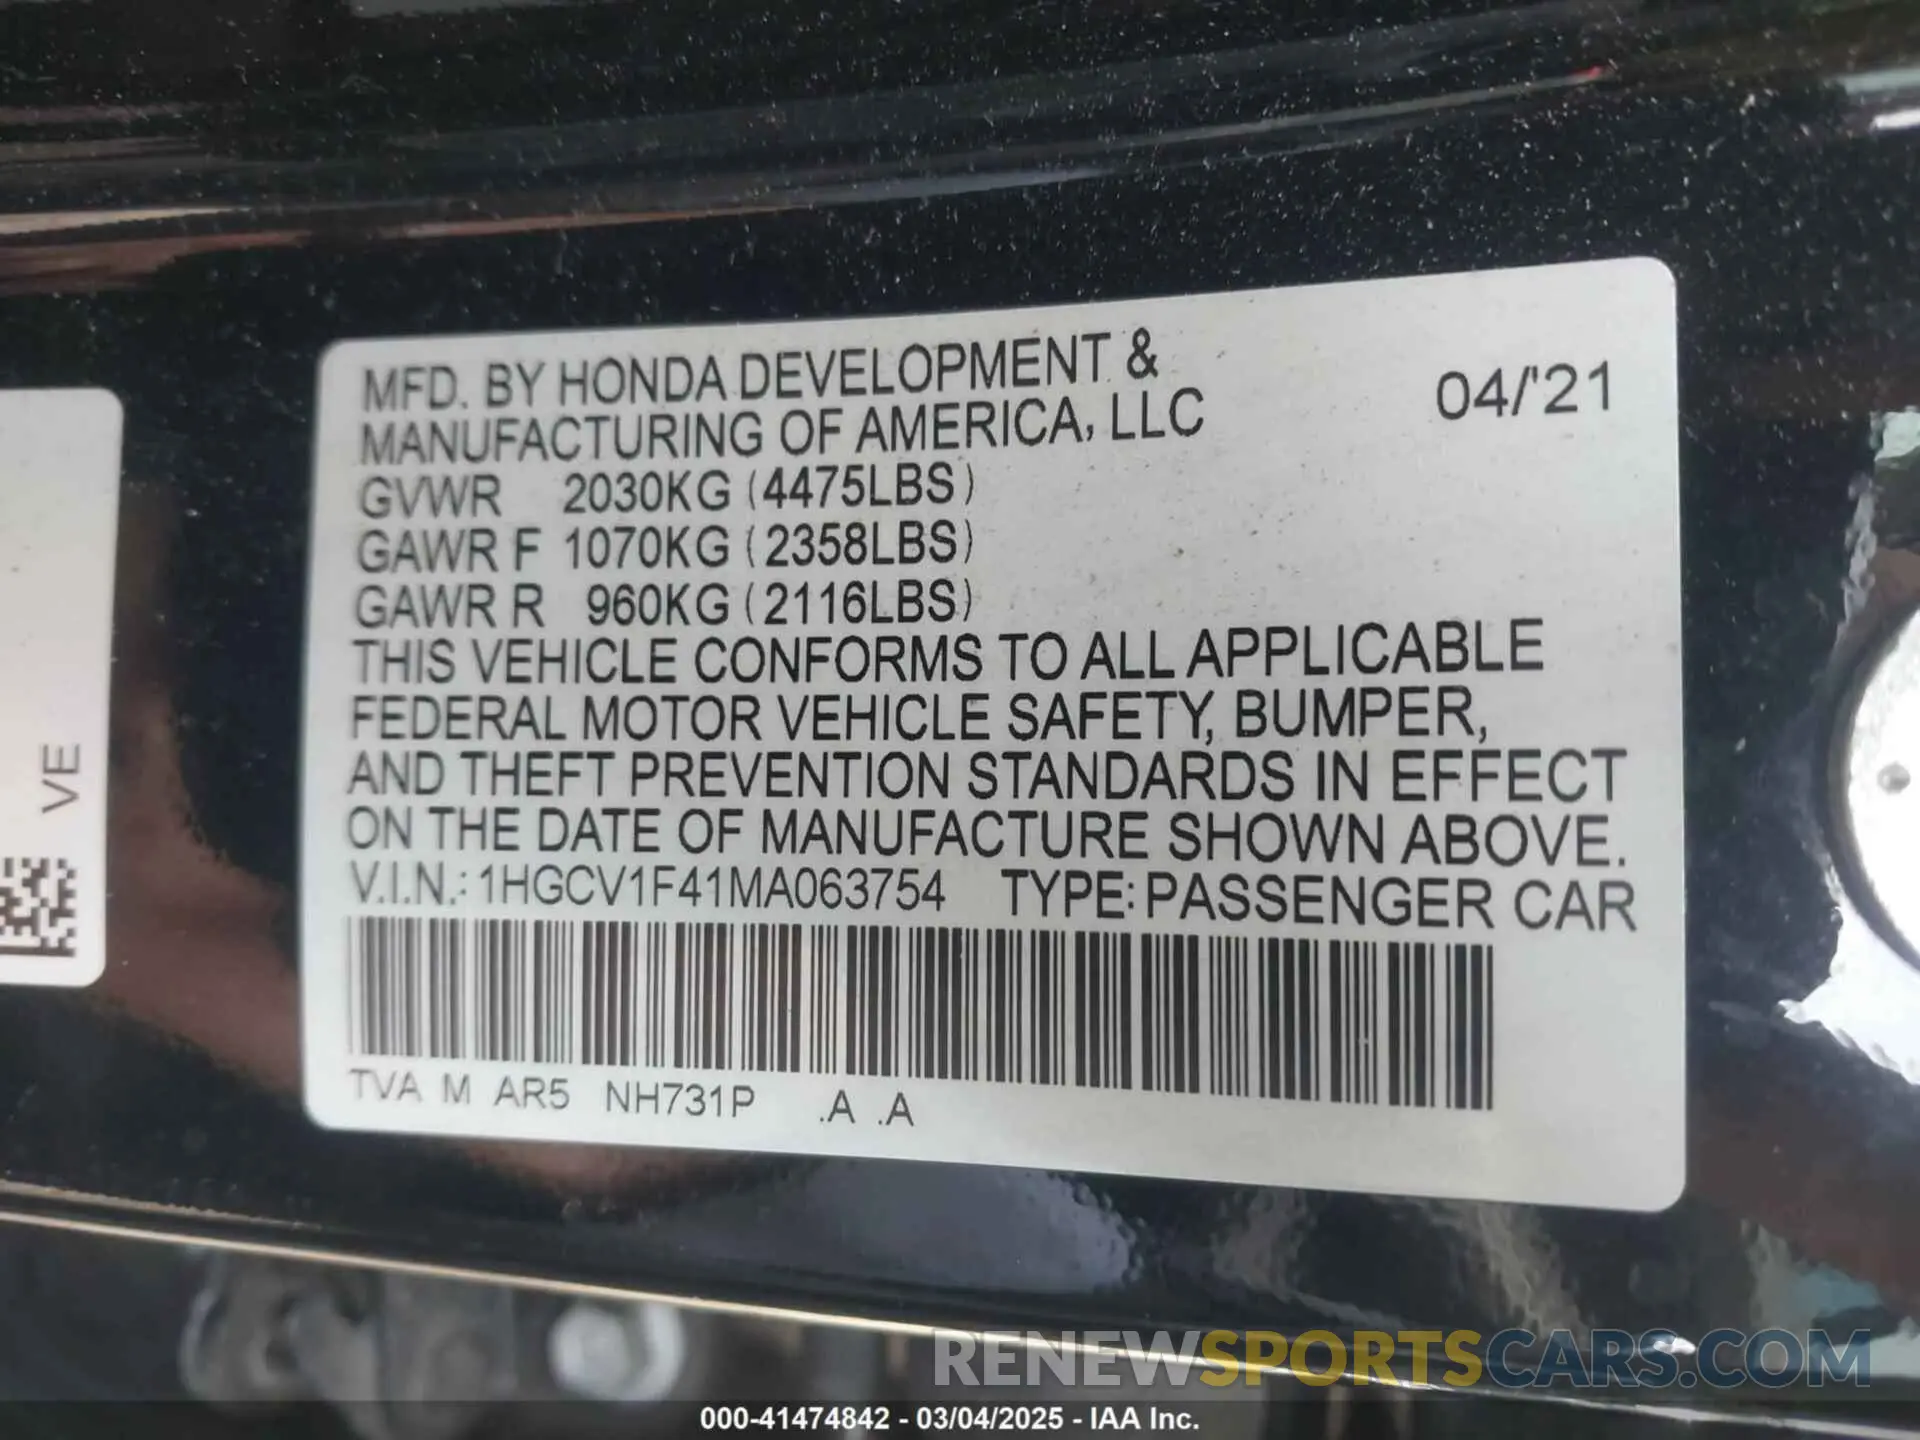 MFD. BY HONDA DEVELOPMENT &
MANUFACTURING OF AMERICA, LLC
04/'21
GVWR 2030KG (4475LBS)
GAWR F 1070KG (2358LBS)
GAWR R 960KG (2116LBS)
THIS VEHICLE CONFORMS TO ALL APPLICABLE
FEDERAL MOTOR VEHICLE SAFETY, BUMPER,
AND THEFT PREVENTION STANDARDS IN EFFECT
ON THE DATE OF MANUFACTURE SHOWN ABOVE.
V.I.N.: 1HGCV1F41MA063754 TYPE: PASSENGER CAR
TVA M AR5 NH731P .A .A
VE
RENEWSPORTSCARS.COM
000-41474842 - 03/04/2025 - IAA Inc.